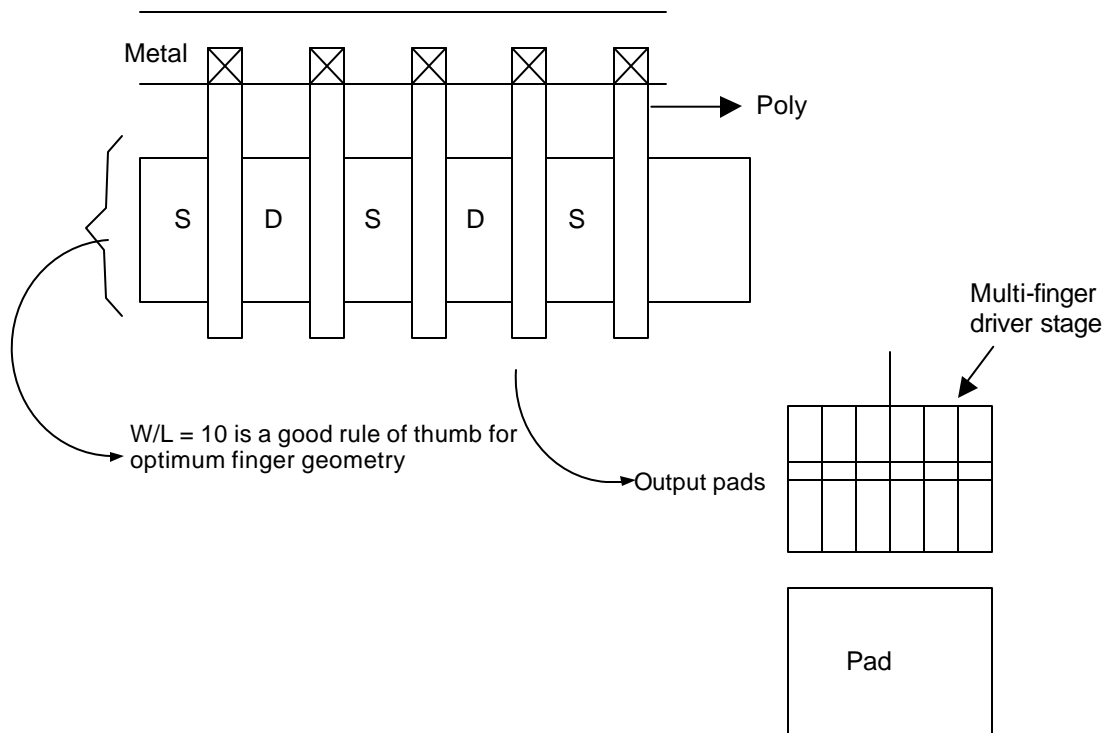 Metal
Poly
S D S D S
Multi-finger
driver stage
W/L = 10 is a good rule of thumb for
optimum finger geometry
Output pads
Pad